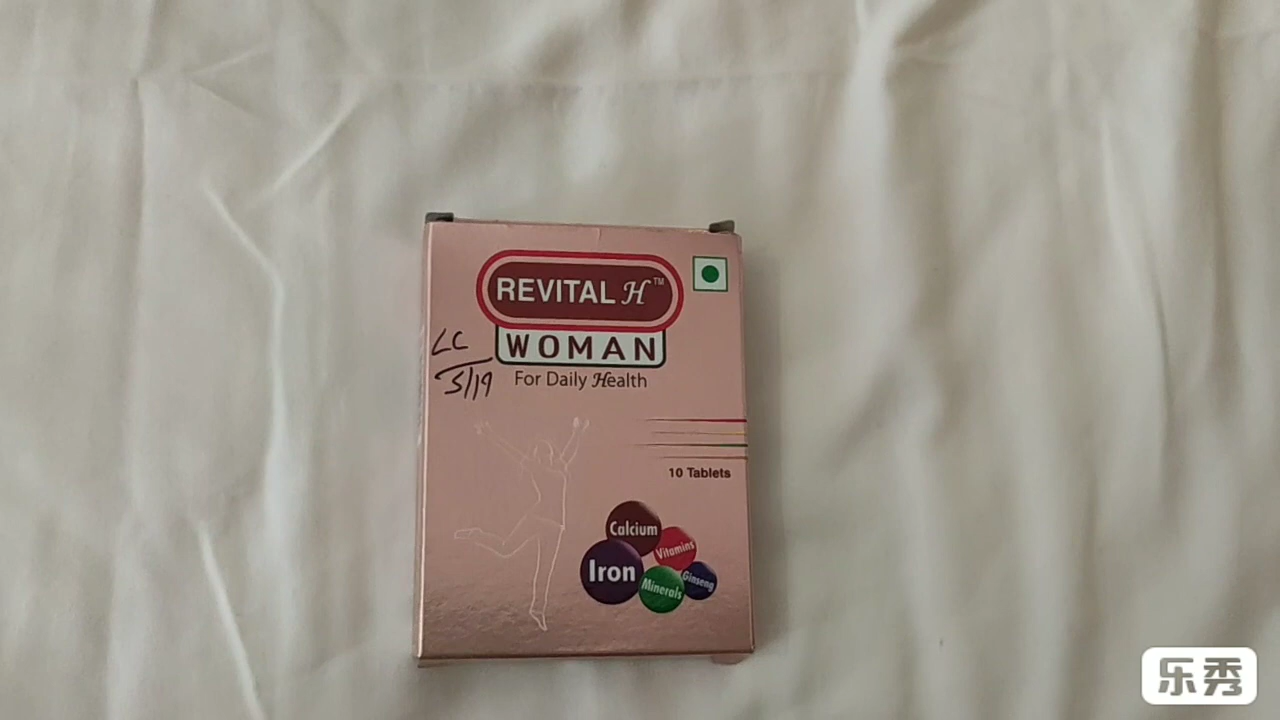 REVITAL H™
WOMAN
For Daily Health
LC
5/19
10 Tablets
Calcium
Vitamins
Iron
Minerals
Ginseng
乐秀